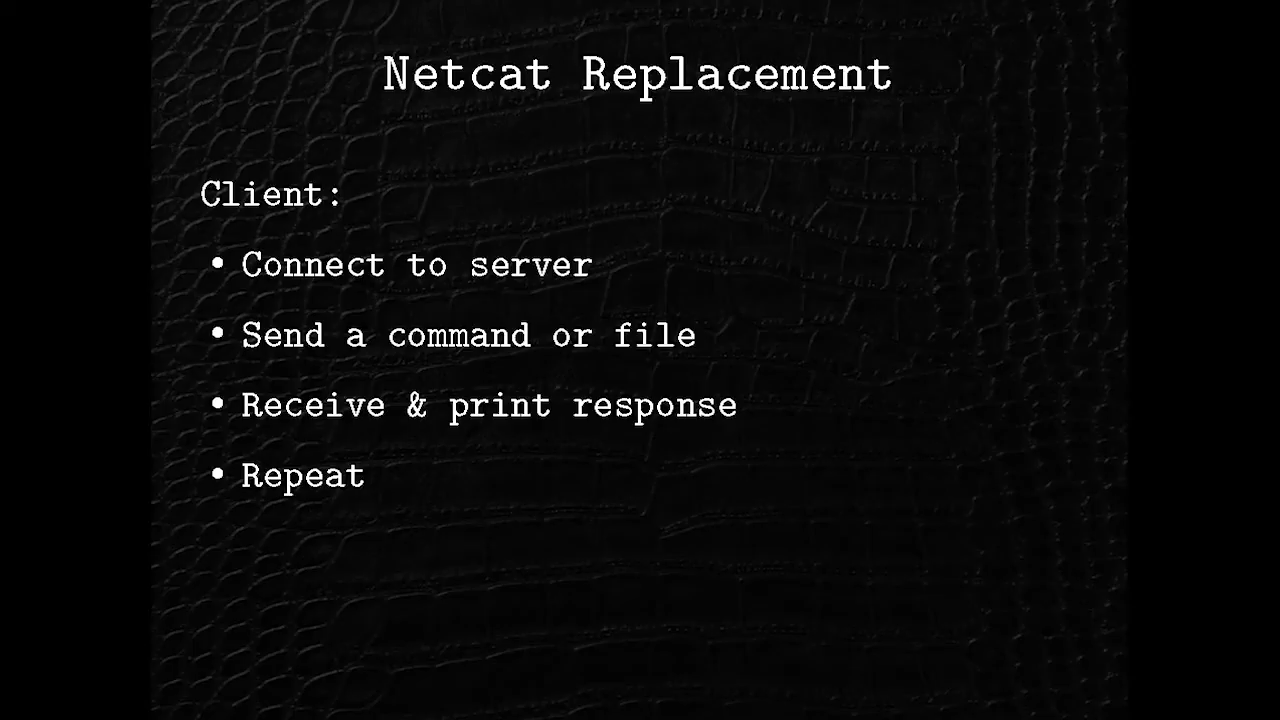 Netcat Replacement
Client:
• Connect to server
• Send a command or file
• Receive & print response
• Repeat